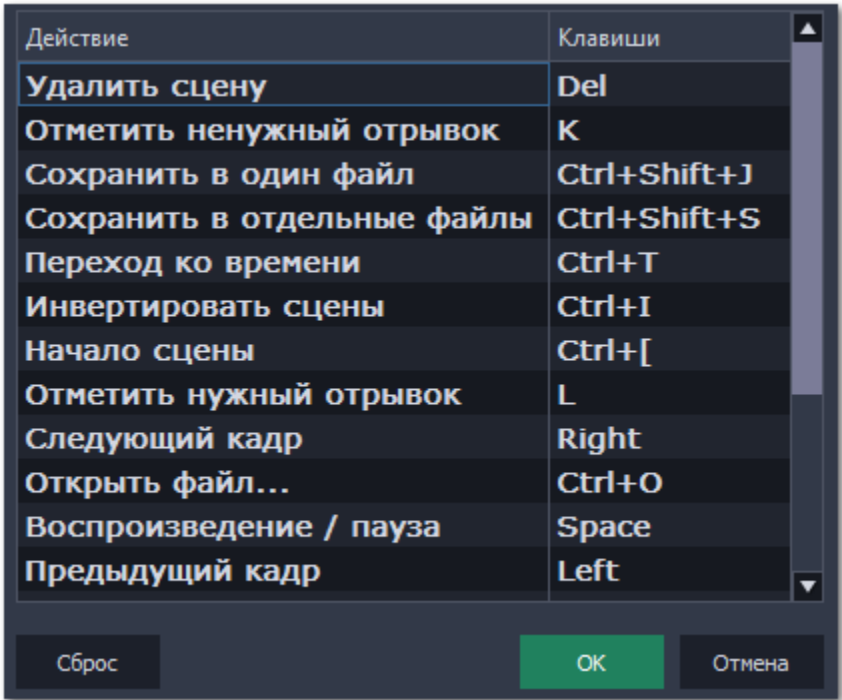 Действие Клавиши
Удалить сцену Del
Отметить ненужный отрывок K
Сохранить в один файл Ctrl+Shift+J
Сохранить в отдельные файлы Ctrl+Shift+S
Переход ко времени Ctrl+T
Инвертировать сцены Ctrl+I
Начало сцены Ctrl+[
Отметить нужный отрывок L
Следующий кадр Right
Открыть файл... Ctrl+O
Воспроизведение / пауза Space
Предыдущий кадр Left
Сброс OK Отмена